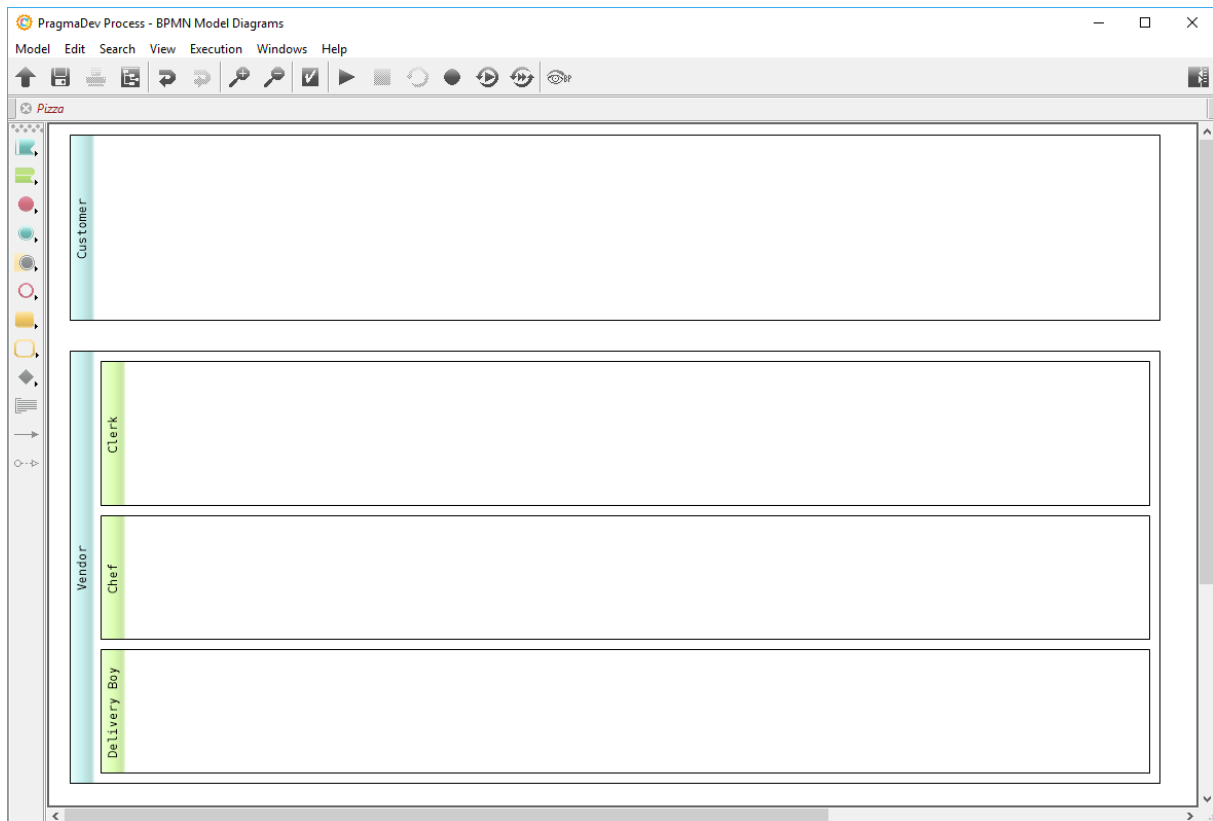 PragmaDev Process - BPMN Model Diagrams
Model Edit Search View Execution Windows Help
BP
Pizza
Customer
Vendor
Clerk
Chef
Delivery Boy